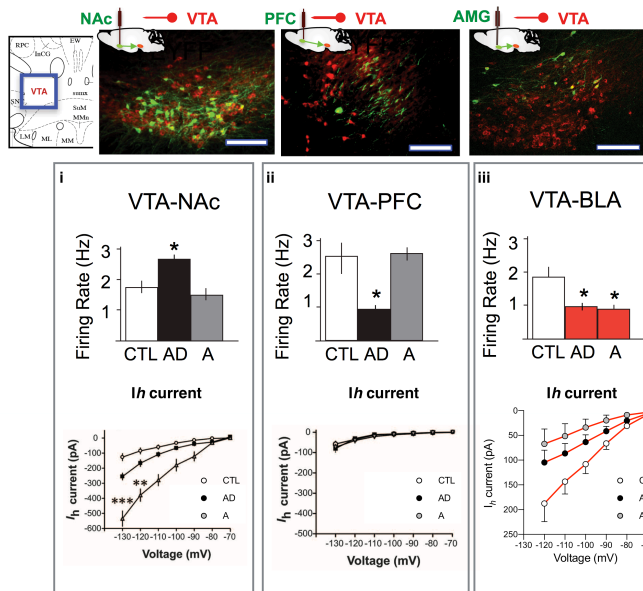 NAc VTA
PFC VTA
AMG VTA
RPC
EW
InCG
VTA
snmx
SN
SuM
MMn
LM ML MM
i
VTA-NAc
Firing Rate (Hz)
3
2
1
*
CTL AD A
Ih current
Ih current (pA)
0
-100
-200
-300
-400
-500
-600
***
**
CTL
AD
A
-130 -120 -110 -100 -90 -80 -70
Voltage (mV)
ii
VTA-PFC
Firing Rate (Hz)
3
2
1
*
CTL AD A
Ih current
Ih current (pA)
0
-100
-200
-300
-400
-500
-600
CTL
AD
A
-130 -120 -110 -100 -90 -80 -70
Voltage (mV)
iii
VTA-BLA
Firing Rate (Hz)
3
2
1
* *
CTL AD A
Ih current
Ih current (pA)
0
50
100
150
200
250
C
A
A
-120 -110 -100 -90 -80
Voltage (mV)